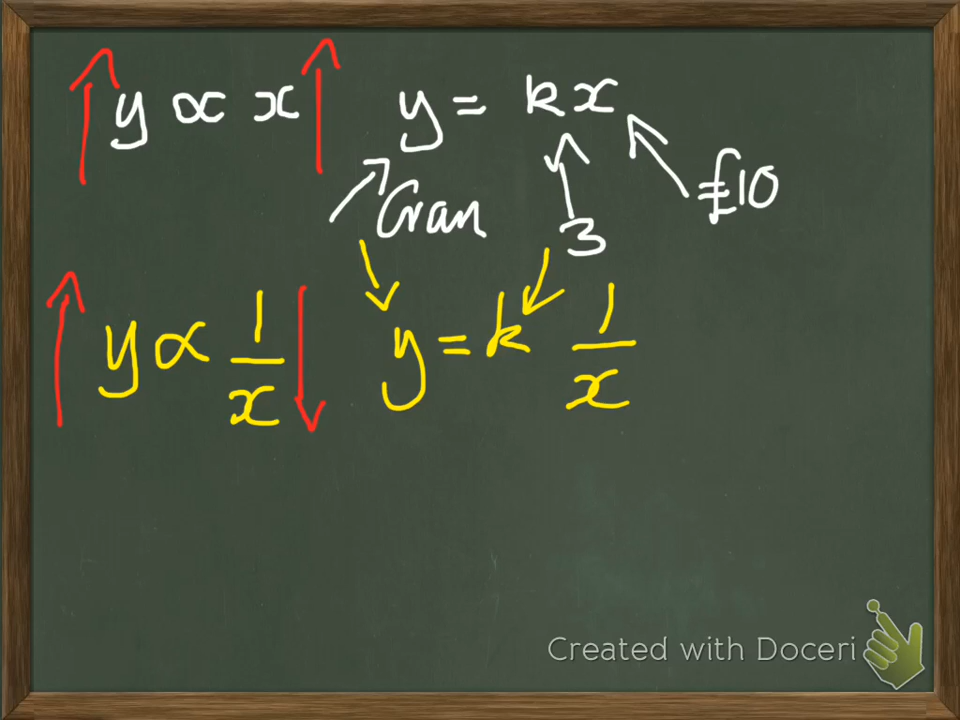 y ∝ x y = kx
Gran 3 £10
y ∝ 1/x y = k 1/x
Created with Doceri